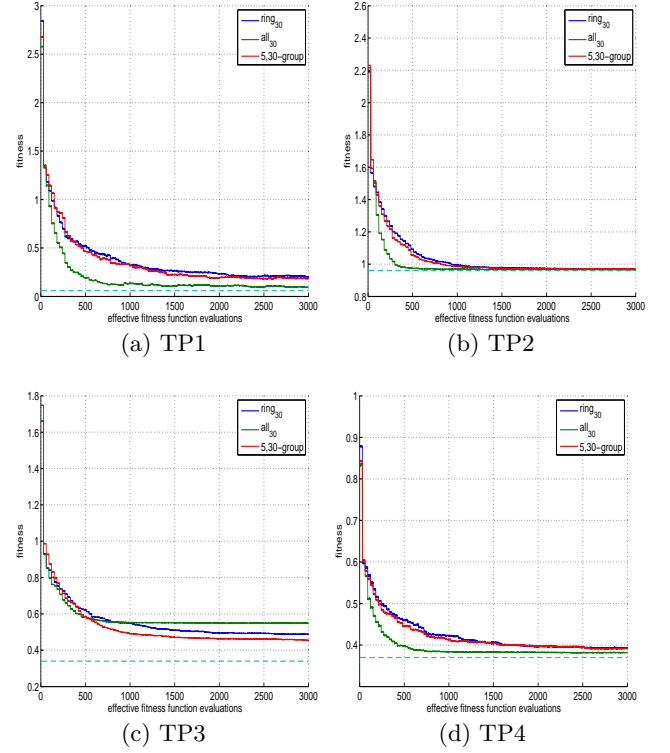 3
2.5
2
1.5
1
0.5
0
fitness
ring30
all30
5,30-group
0 500 1000 1500 2000 2500 3000
effective fitness function evaluations
(a) TP1
2.6
2.4
2.2
2
1.8
1.6
1.4
1.2
1
0.8
fitness
ring30
all30
5,30-group
0 500 1000 1500 2000 2500 3000
effective fitness function evaluations
(b) TP2
1.8
1.6
1.4
1.2
1
0.8
0.6
0.4
0.2
fitness
ring30
all30
5,30-group
0 500 1000 1500 2000 2500 3000
effective fitness function evaluations
(c) TP3
1
0.9
0.8
0.7
0.6
0.5
0.4
fitness
ring30
all30
5,30-group
0 500 1000 1500 2000 2500 3000
effective fitness function evaluations
(d) TP4